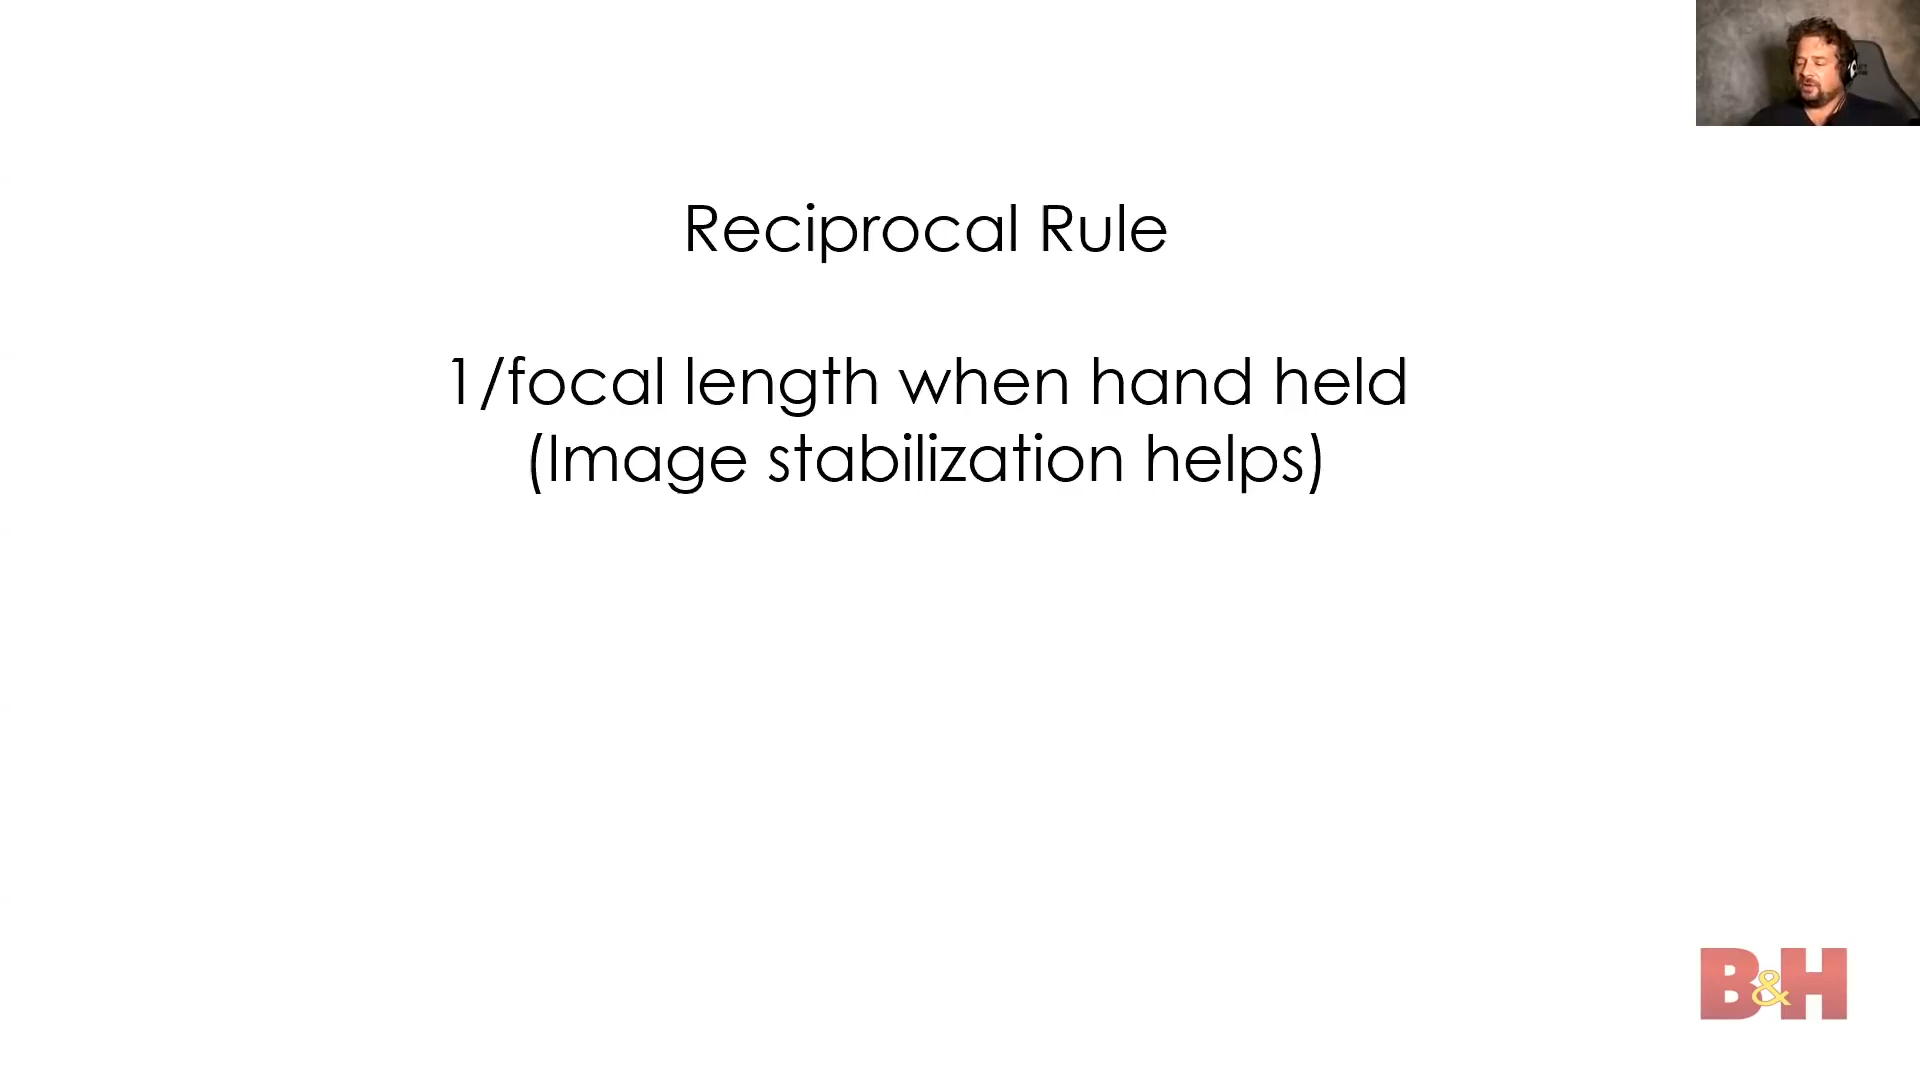 Reciprocal Rule
1/focal length when hand held
(Image stabilization helps)
B&H